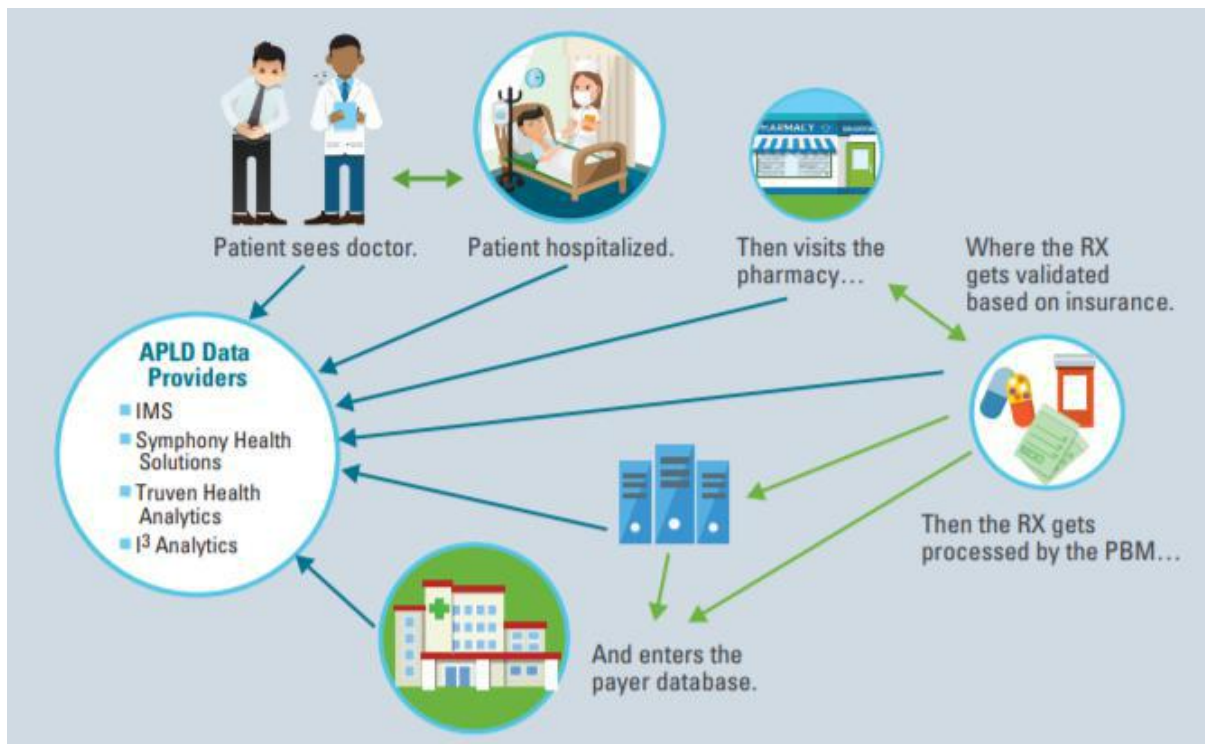 PHARMACY
Patient sees doctor.
Patient hospitalized.
Then visits the
pharmacy…
Where the RX
gets validated
based on insurance.
APLD Data
Providers
IMS
Symphony Health
Solutions
Truven Health
Analytics
I³ Analytics
Then the RX gets
processed by the PBM…
And enters the
payer database.